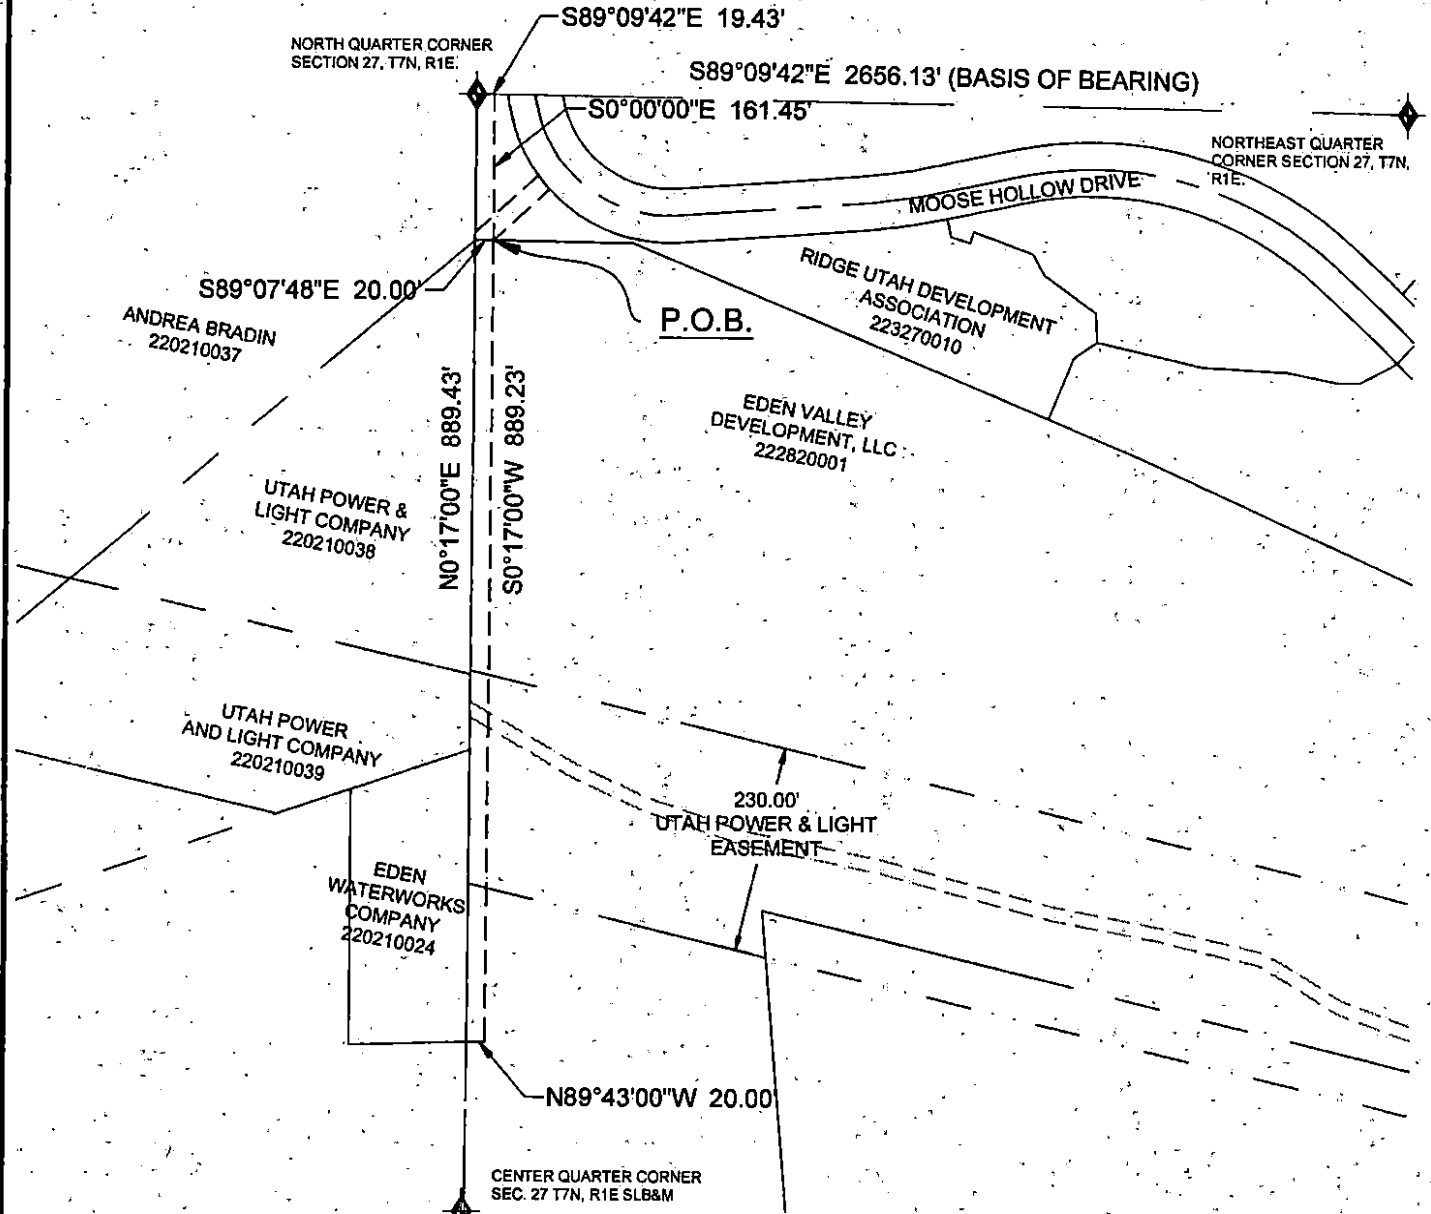 S89°09'42"E 19.43'
NORTH QUARTER CORNER
SECTION 27, T7N, R1E.
S89°09'42"E 2656.13' (BASIS OF BEARING)
S0°00'00"E 161.45'
NORTHEAST QUARTER
CORNER SECTION 27, T7N,
R1E.
MOOSE HOLLOW DRIVE
RIDGE UTAH DEVELOPMENT
ASSOCIATION
223270010
S89°07'48"E 20.00'
P.O.B.
ANDREA BRADIN
220210037
N0°17'00"E 889.43'
S0°17'00"W 889.23'
EDEN VALLEY
DEVELOPMENT, LLC
222820001
UTAH POWER &
LIGHT COMPANY
220210038
UTAH POWER
AND LIGHT COMPANY
220210039
230.00'
UTAH POWER & LIGHT
EASEMENT
EDEN
WATERWORKS
COMPANY
220210024
N89°43'00"W 20.00'
CENTER QUARTER CORNER
SEC. 27 T7N, R1E SLB&M